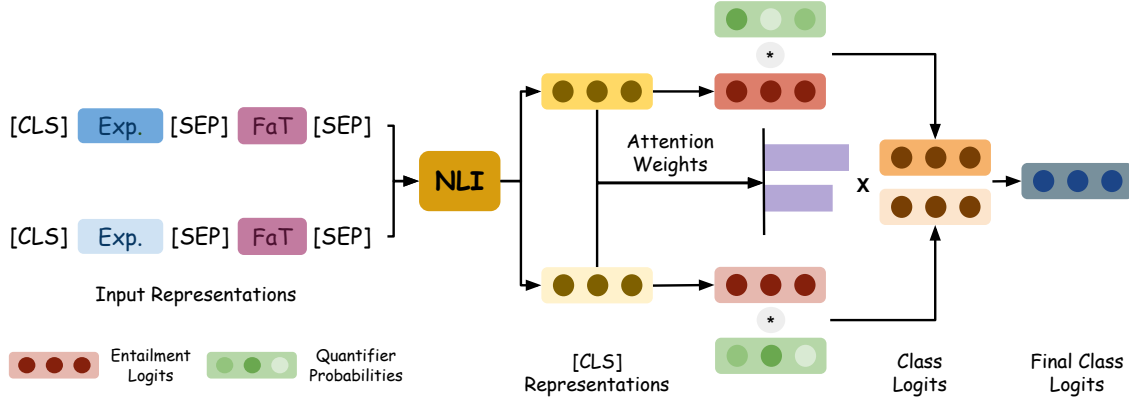 [CLS] Exp. [SEP] FaT [SEP]
[CLS] Exp. [SEP] FaT [SEP]
Input Representations
NLI
Attention
Weights
*
X
*
Entailment
Logits
Quantifier
Probabilities
[CLS]
Representations
Class
Logits
Final Class
Logits